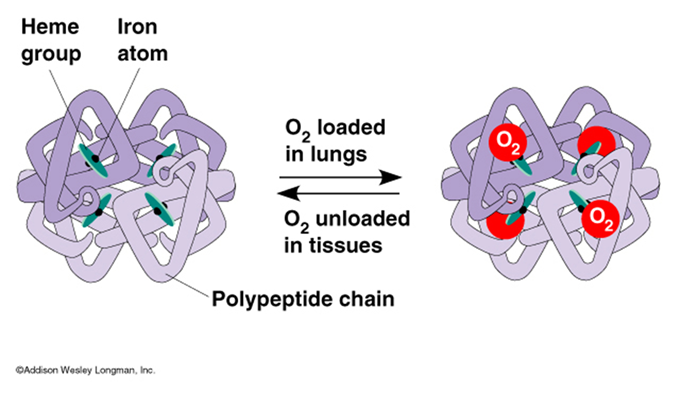 Heme group
Iron atom
O₂ loaded
in lungs
O₂ unloaded
in tissues
Polypeptide chain
O₂
O₂
©Addison Wesley Longman, Inc.